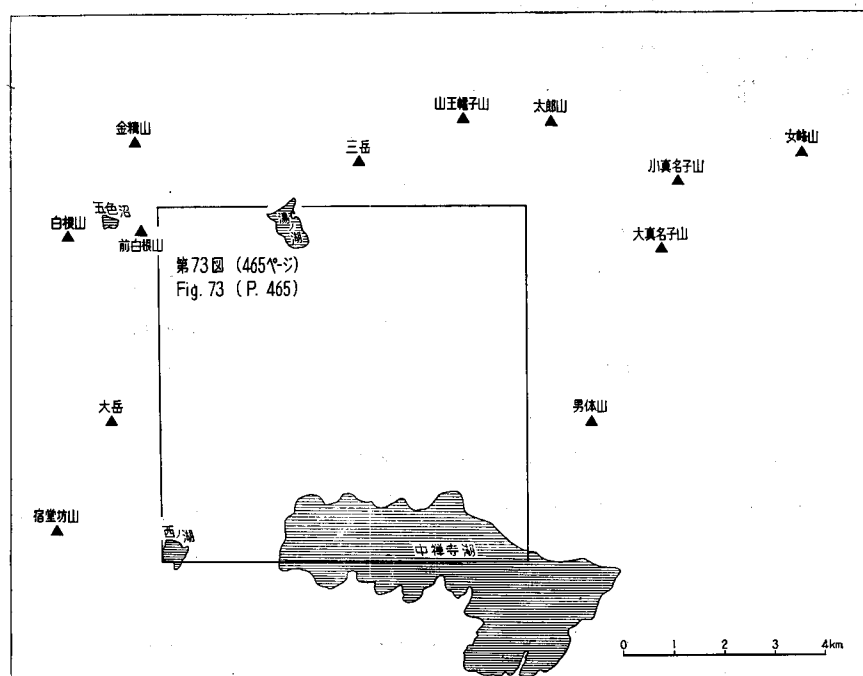 山王帽子山
太郎山
金精山
三岳
女峰山
小真名子山
五色沼
白根山
前白根山
湯ノ湖
大真名子山
第73図 (465ページ)
Fig. 73 (P. 465)
大岳
男体山
宿堂坊山
西ノ湖
中禅寺湖
0 1 2 3 4km